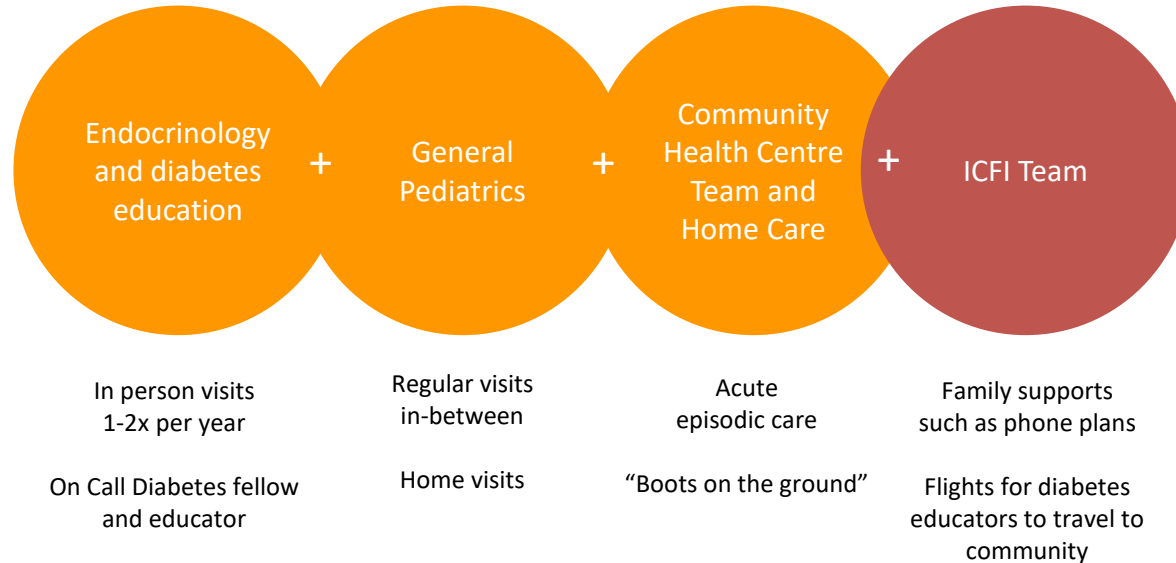 Endocrinology
and diabetes
education
+
General
Pediatrics
+
Community
Health Centre
Team and
Home Care
+
ICFI Team
In person visits
1-2x per year
On Call Diabetes fellow
and educator
Regular visits
in-between
Home visits
Acute
episodic care
“Boots on the ground”
Family supports
such as phone plans
Flights for diabetes
educators to travel to
community